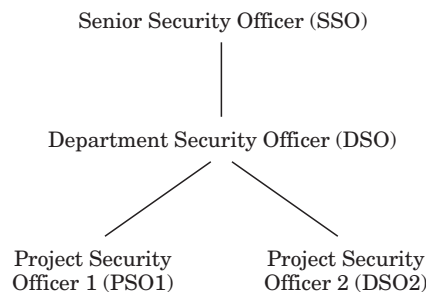 Senior Security Officer (SSO)
Department Security Officer (DSO)
Project Security
Officer 1 (PSO1)
Project Security
Officer 2 (DSO2)